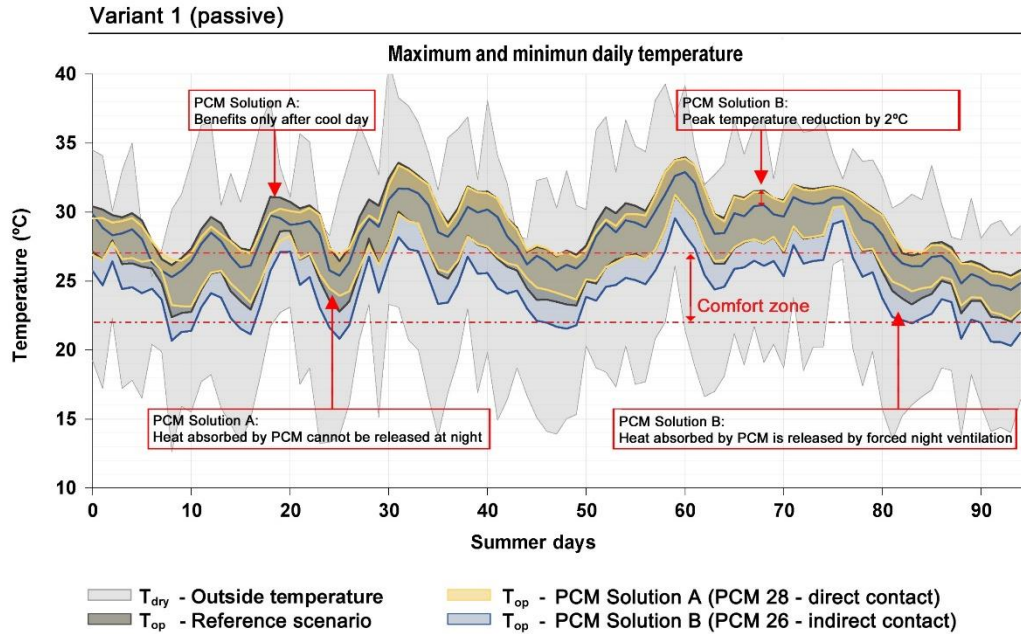 Variant 1 (passive)
Maximum and minimun daily temperature
40
35
30
25
20
15
10
Temperature (ºC)
PCM Solution A:
Benefits only after cool day
PCM Solution B:
Peak temperature reduction by 2ºC
Comfort zone
PCM Solution A:
Heat absorbed by PCM cannot be released at night
PCM Solution B:
Heat absorbed by PCM is released by forced night ventilation
0 10 20 30 40 50 60 70 80 90
Summer days
Tdry - Outside temperature
Top - Reference scenario
Top - PCM Solution A (PCM 28 - direct contact)
Top - PCM Solution B (PCM 26 - indirect contact)